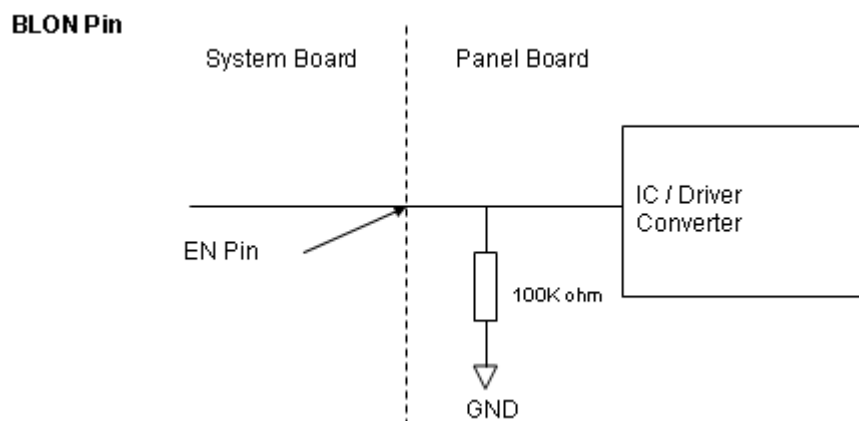 BLON Pin
System Board
Panel Board
IC / Driver
Converter
EN Pin
100K ohm
GND